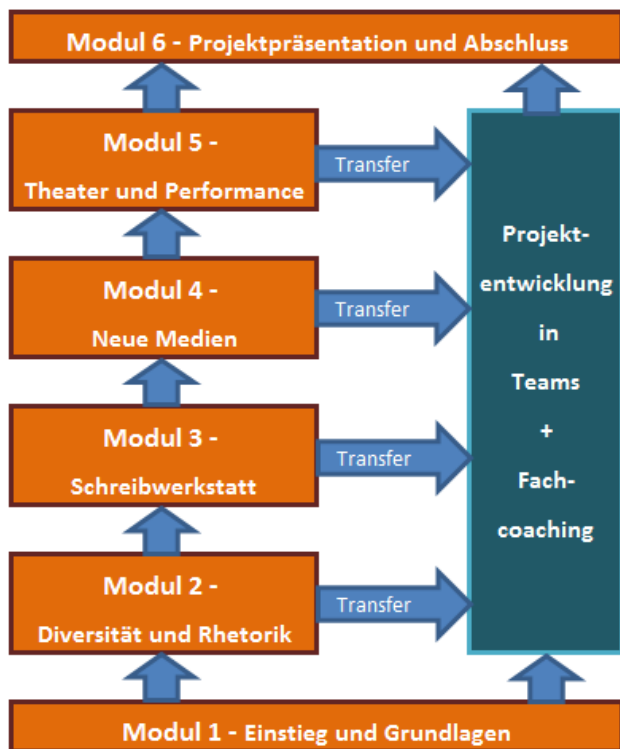 Modul 6 - Projektpräsentation und Abschluss
Modul 5 -
Theater und Performance
Transfer
Modul 4 -
Neue Medien
Transfer
Modul 3 -
Schreibwerkstatt
Transfer
Modul 2 -
Diversität und Rhetorik
Transfer
Projekt-
entwicklung
in
Teams
+
Fach-
coaching
Modul 1 - Einstieg und Grundlagen